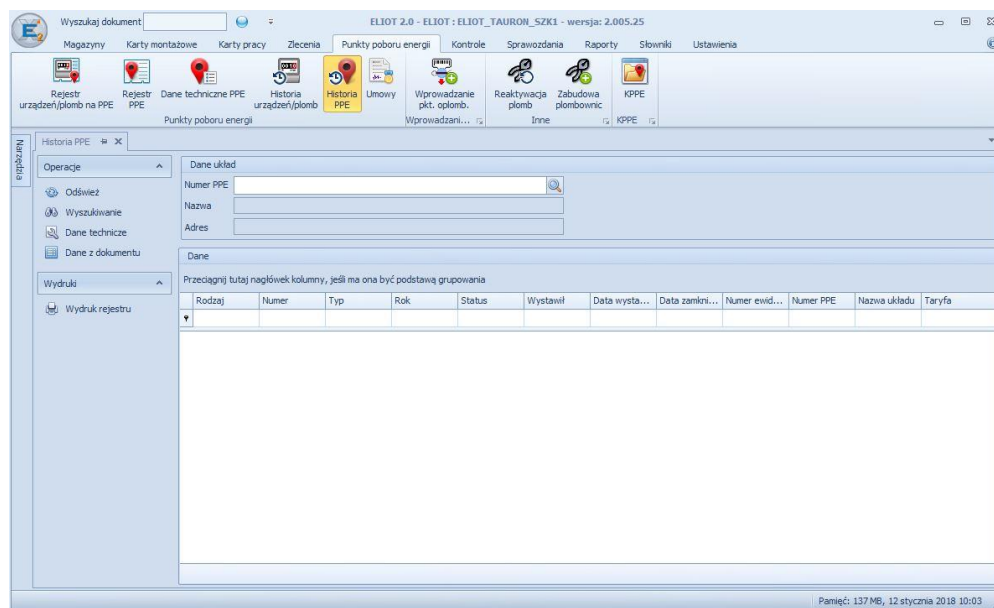 Wyszukaj dokument
ELIOT 2.0 - ELIOT : ELIOT_TAURON_SZK1 - wersja: 2.005.25
E
2
Magazyny Karty montażowe Karty pracy Zlecenia Punkty poboru energii Kontrole Sprawozdania Raporty Słowniki Ustawienia
Rejestr urządzeń/plomb na PPE
Rejestr PPE
Dane techniczne PPE
Historia urządzeń/plomb
Historia PPE
Umowy
Wprowadzanie pkt. oplomb.
Reaktywacja plomb
Zabudowa plombownic
KPPE
Punkty poboru energii
Wprowadzani...
Inne
KPPE
Narzędzia
Historia PPE
Operacje
Odśwież
Wyszukiwanie
Dane technicze
Dane z dokumentu
Wydruki
Wydruk rejestru
Dane układ
Numer PPE
Nazwa
Adres
Dane
Przeciągnij tutaj nagłówek kolumny, jeśli ma ona być podstawą grupowania
Rodzaj Numer Typ Rok Status Wystawił Data wysta... Data zamkni... Numer ewid... Numer PPE Nazwa układu Taryfa
Pamięć: 137 MB, 12 stycznia 2018 10:03